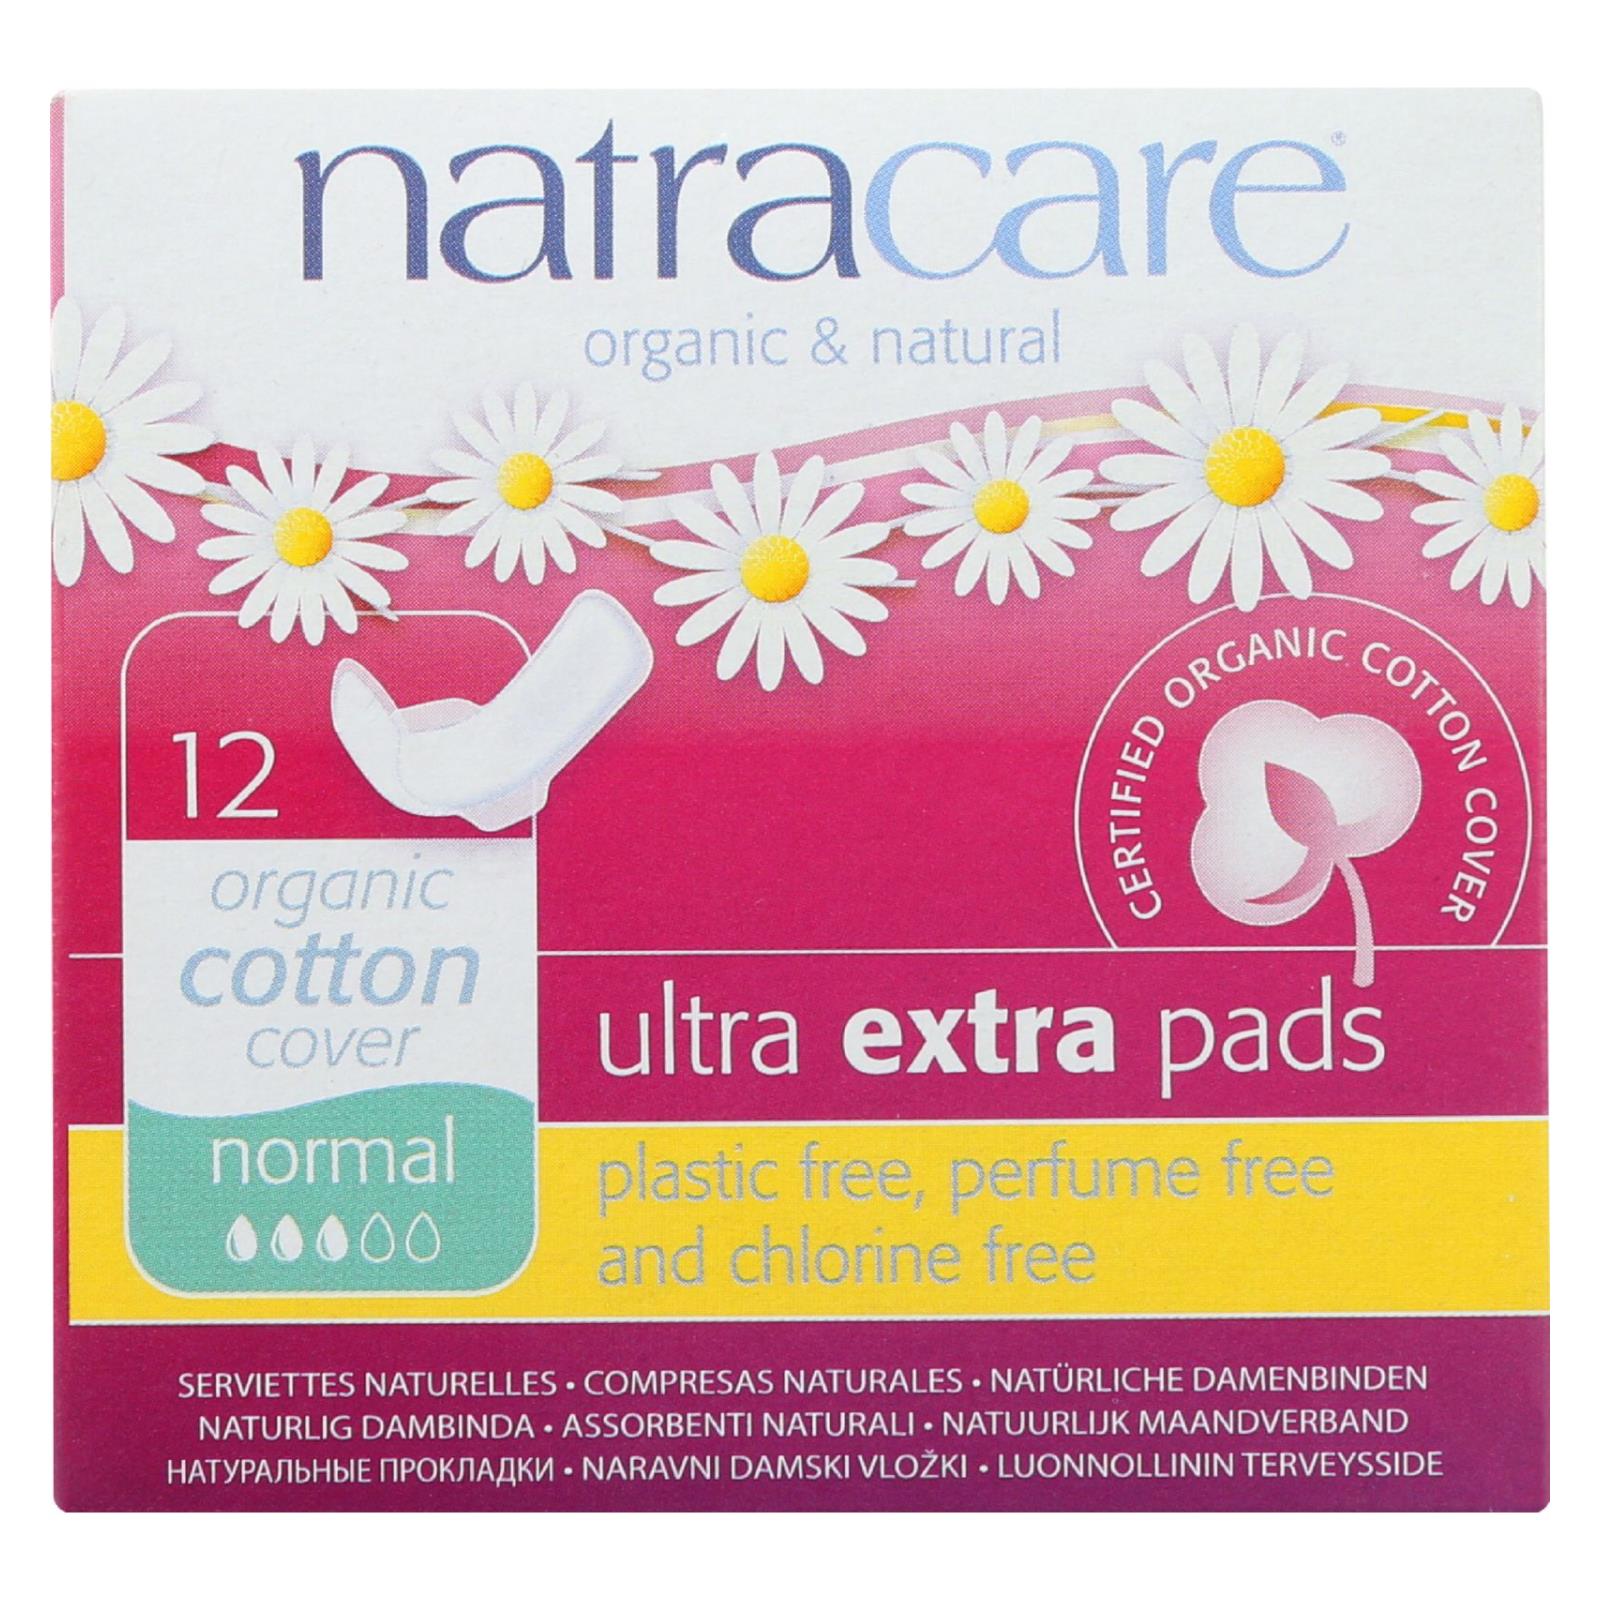 natracare®
organic & natural
CERTIFIED ORGANIC COTTON COVER
12
organic
cotton
cover
normal
ultra extra pads
plastic free, perfume free
and chlorine free
SERVIETTES NATURELLES • COMPRESAS NATURALES • NATÜRLICHE DAMENBINDEN
NATURLIG DAMBINDA • ASSORBENTI NATURALI • NATUURLIJK MAANDVERBAND
НАТУРАЛЬНЫЕ ПРОКЛАДКИ • NARAVNI DAMSKI VLOŽKI • LUONNOLLININ TERVEYSSIDE